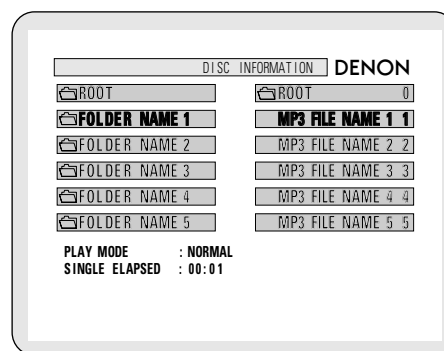 DISC INFORMATION DENON
ROOT ROOT 0
FOLDER NAME 1 MP3 FILE NAME 1 1
FOLDER NAME 2 MP3 FILE NAME 2 2
FOLDER NAME 3 MP3 FILE NAME 3 3
FOLDER NAME 4 MP3 FILE NAME 4 4
FOLDER NAME 5 MP3 FILE NAME 5 5
PLAY MODE : NORMAL
SINGLE ELAPSED : 00:01